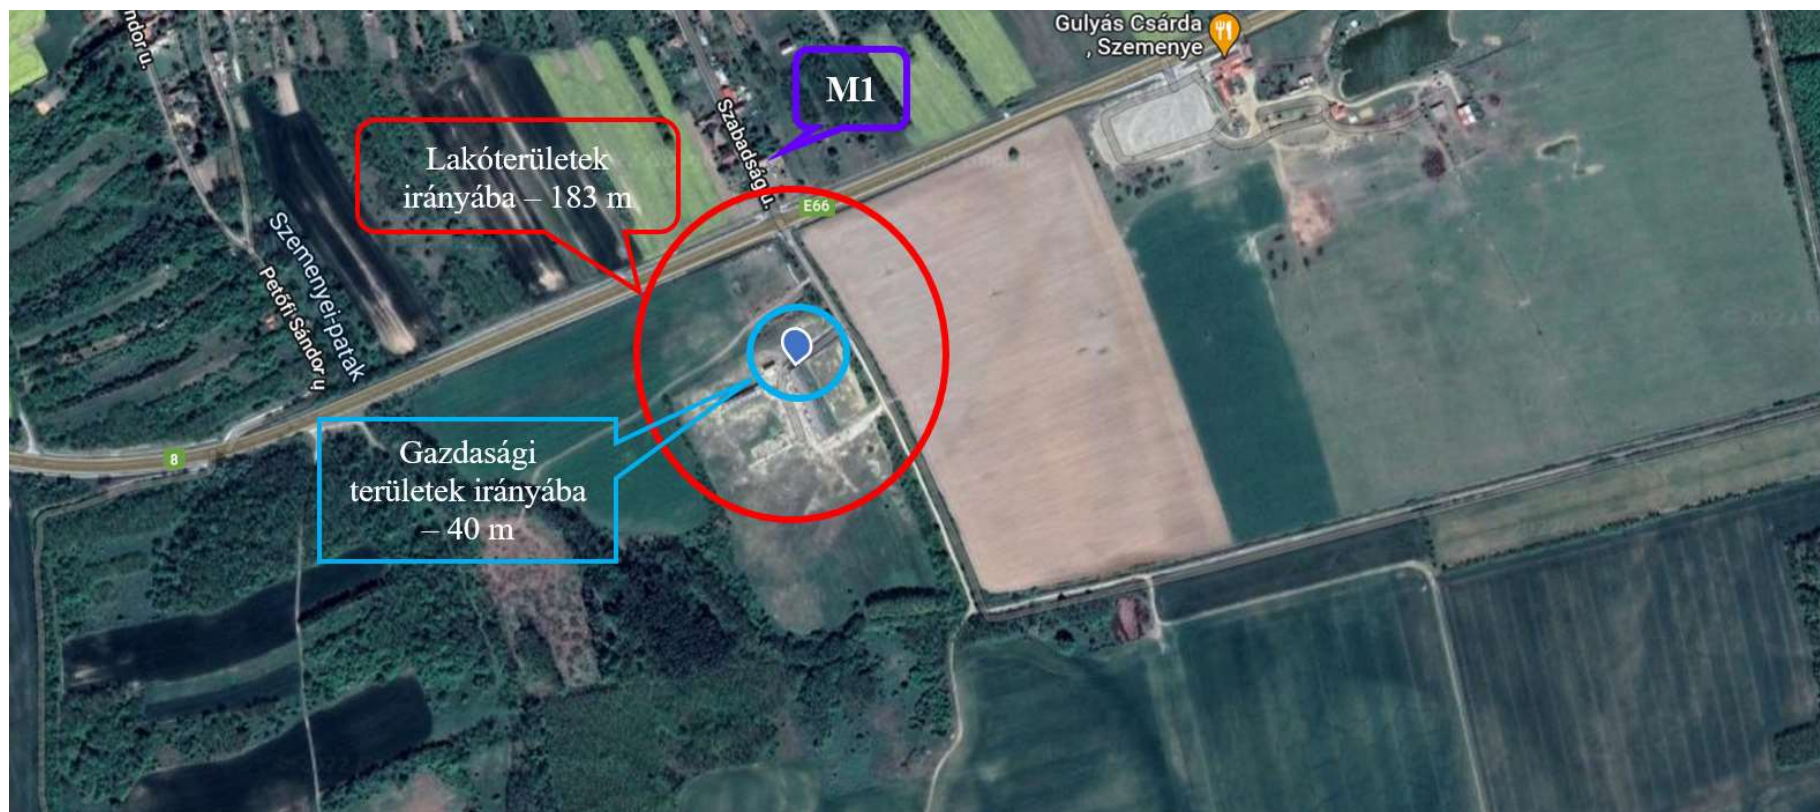 Gulyás Csárda
, Szemenye
M1
Szabadság u.
Lakóterületek
irányába – 183 m
E66
Szemenyei-patak
Petőfi Sándor u
8
Gazdasági
területek irányába
– 40 m